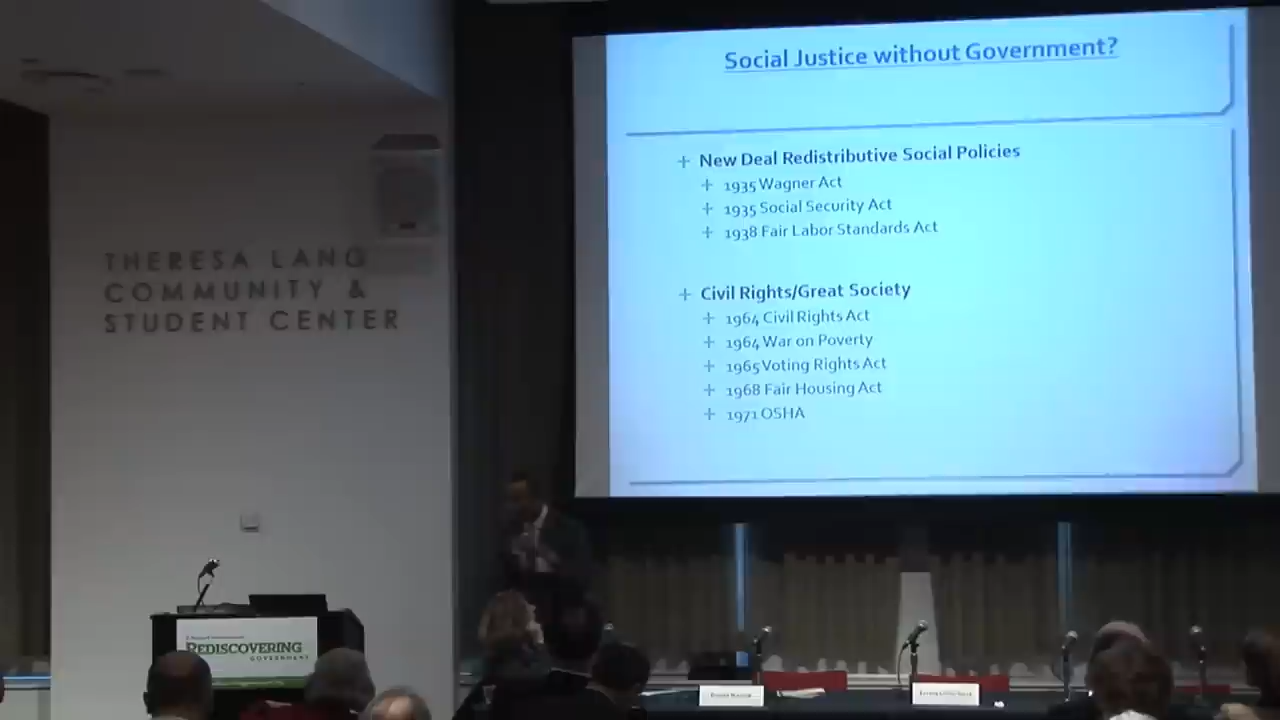 Social Justice without Government?
New Deal Redistributive Social Policies
1935 Wagner Act
1935 Social Security Act
1938 Fair Labor Standards Act
Civil Rights/Great Society
1964 Civil Rights Act
1964 War on Poverty
1965 Voting Rights Act
1968 Fair Housing Act
1971 OSHA
THERESA LANG
COMMUNITY &
STUDENT CENTER
REDISCOVERING
GOVERNMENT